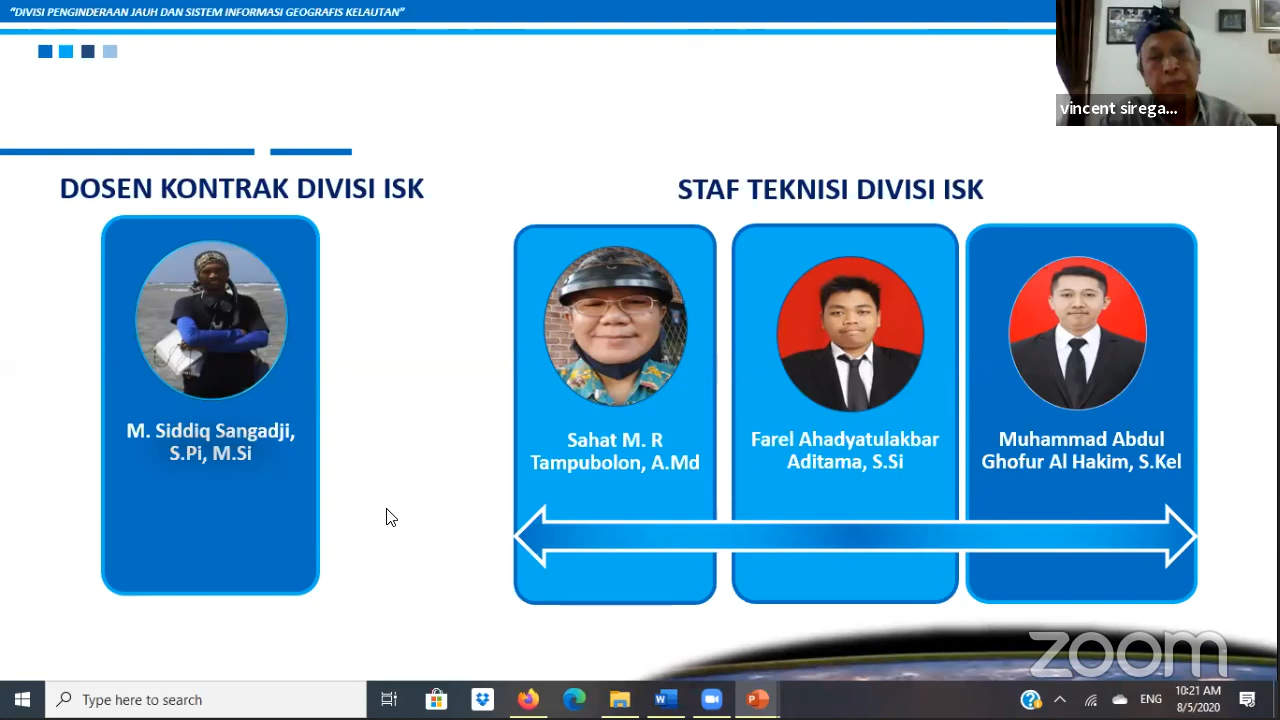 "DIVISI PENGINDERAAN JAUH DAN SISTEM INFORMASI GEOGRAFIS KELAUTAN"
vincent sirega...
DOSEN KONTRAK DIVISI ISK
STAF TEKNISI DIVISI ISK
M. Siddiq Sangadji,
S.Pi, M.Si
Sahat M. R
Tampubolon, A.Md
Farel Ahadyatulakbar
Aditama, S.Si
Muhammad Abdul
Ghofur Al Hakim, S.Kel
zoom
Type here to search
ENG
10:21 AM
8/5/2020